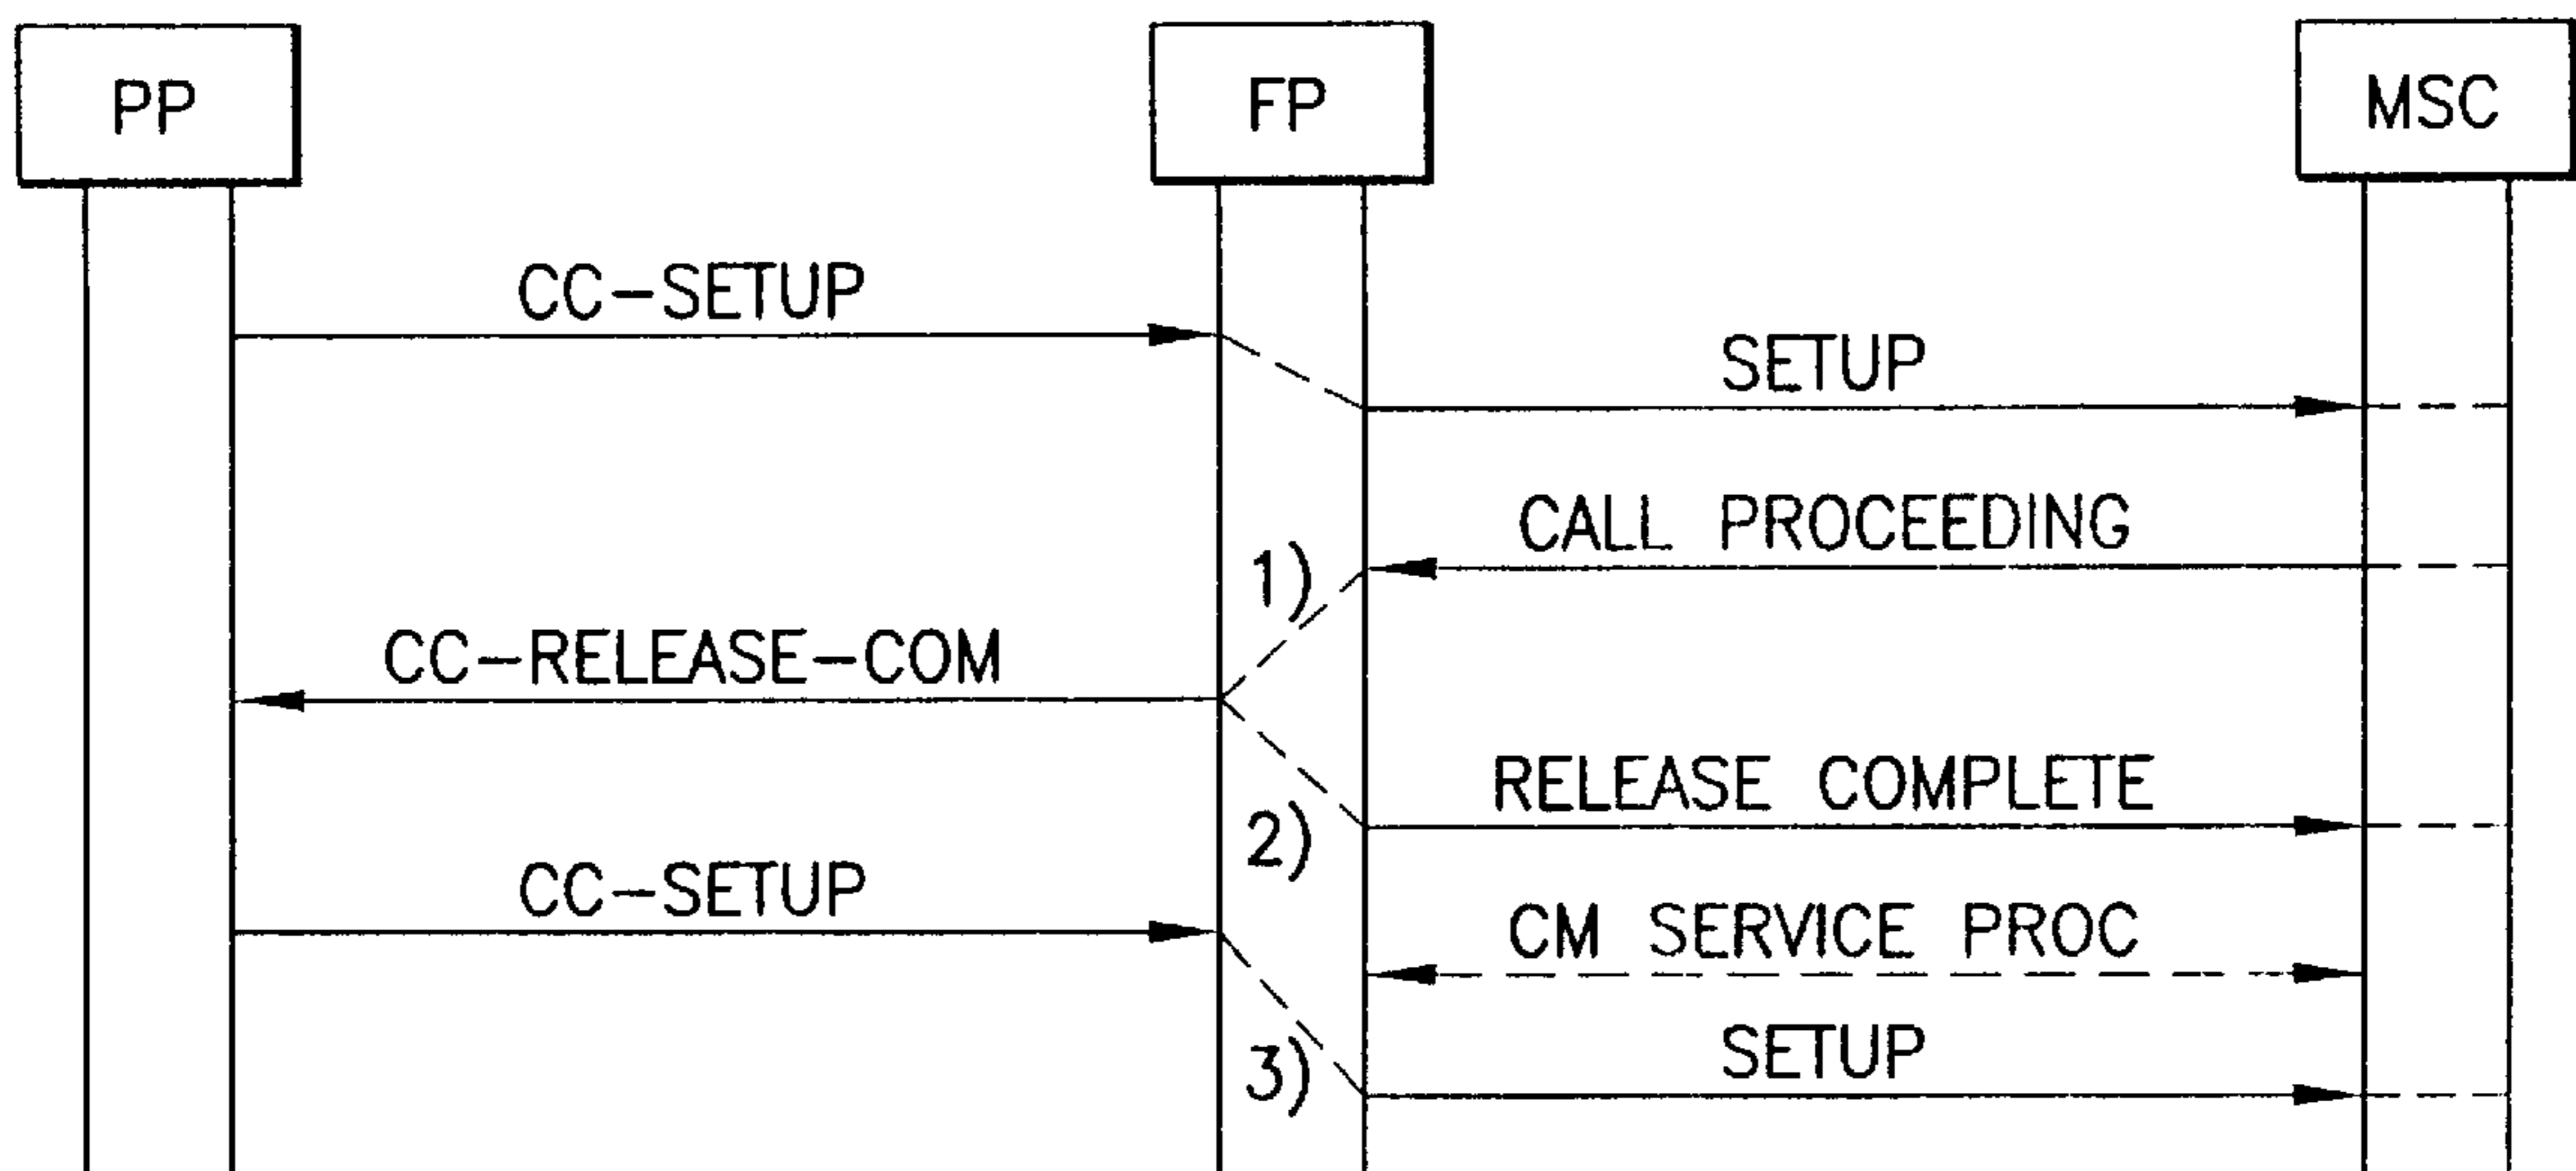 PP
FP
MSC
CC-SETUP
SETUP
CALL PROCEEDING
1)
CC-RELEASE-COM
RELEASE COMPLETE
2)
CC-SETUP
CM SERVICE PROC
SETUP
3)